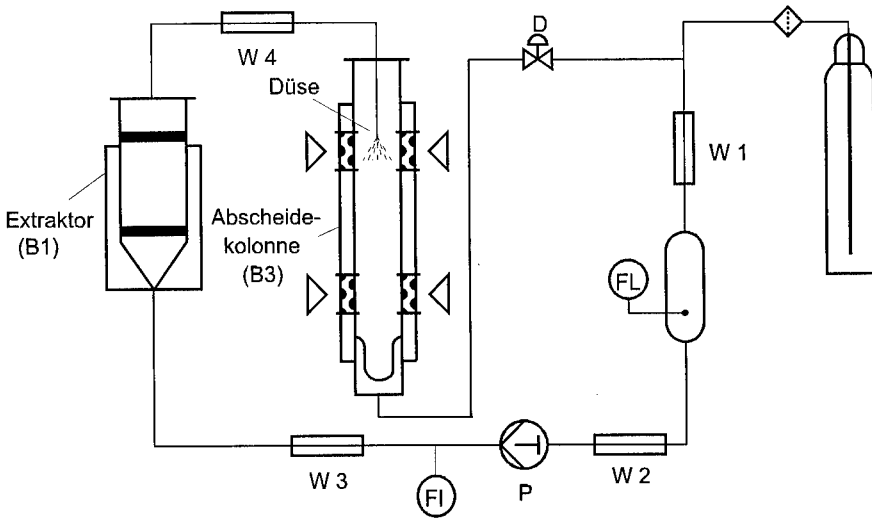 W 4
D
Düse
W 1
Extraktor
(B1)
Abscheide-
kolonne
(B3)
FL
W 3
FI
P
W 2